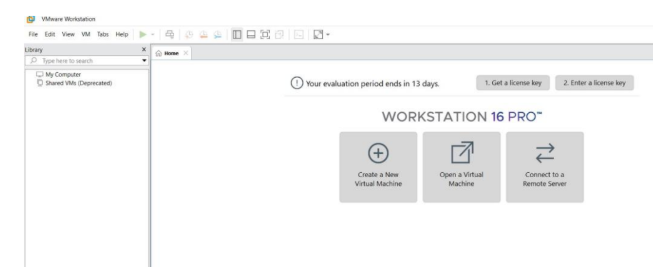 VMware Workstation
File Edit View VM Tabs Help
Library
Type here to search
My Computer
Shared VMs (Deprecated)
Home
Your evaluation period ends in 13 days.
1. Get a license key
2. Enter a license key
WORKSTATION 16 PRO™
Create a New
Virtual Machine
Open a Virtual
Machine
Connect to a
Remote Server